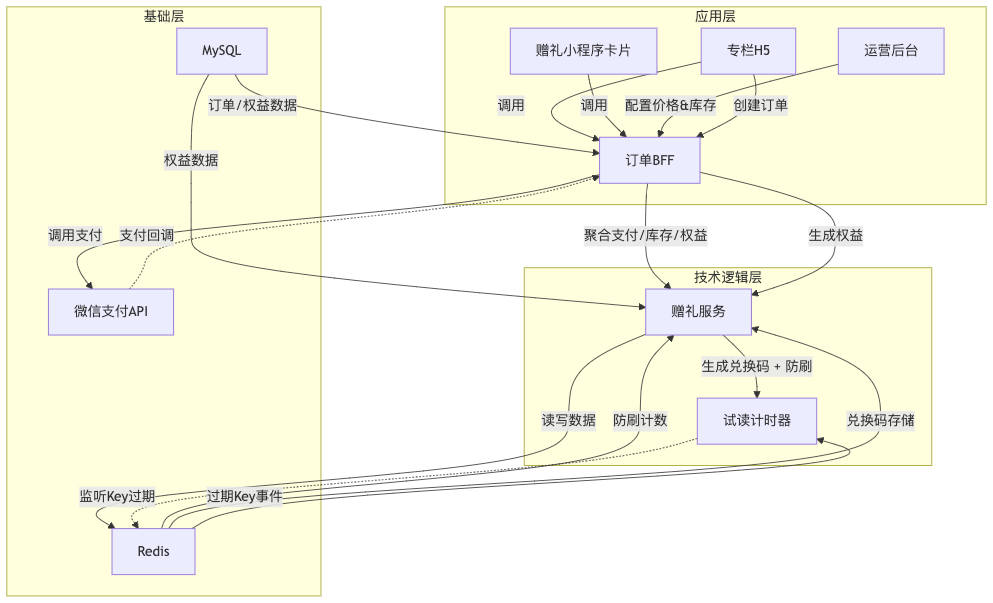 基础层
应用层
MySQL
赠礼小程序卡片
专栏H5
运营后台
订单/权益数据
调用
调用
配置价格&库存
创建订单
权益数据
订单BFF
调用支付
支付回调
聚合支付/库存/权益
生成权益
技术逻辑层
微信支付API
赠礼服务
生成兑换码 + 防刷
读写数据
防刷计数
试读计时器
兑换码存储
监听Key过期
过期Key事件
Redis